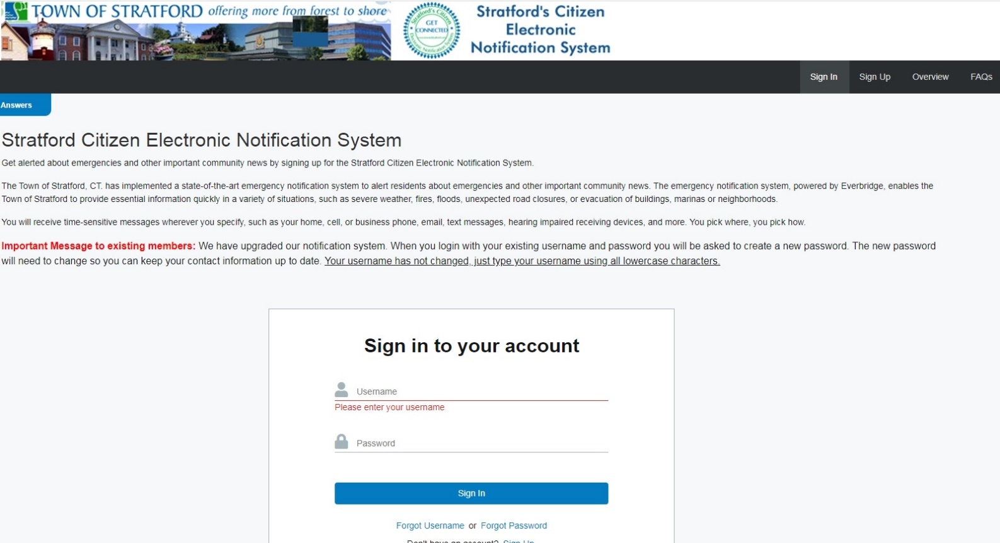 TOWN OF STRATFORD offering more from forest to shore
GET
CONNECTED
Stratford's Citizen
Electronic
Notification System
Sign In Sign Up Overview FAQs
Answers
Stratford Citizen Electronic Notification System
Get alerted about emergencies and other important community news by signing up for the Stratford Citizen Electronic Notification System.
The Town of Stratford, CT. has implemented a state-of-the-art emergency notification system to alert residents about emergencies and other important community news. The emergency notification system, powered by Everbridge, enables the
Town of Stratford to provide essential information quickly in a variety of situations, such as severe weather, fires, floods, unexpected road closures, or evacuation of buildings, marinas or neighborhoods.
You will receive time-sensitive messages wherever you specify, such as your home, cell, or business phone, email, text messages, hearing impaired receiving devices, and more. You pick where, you pick how.
Important Message to existing members: We have upgraded our notification system. When you login with your existing username and password you will be asked to create a new password. The new password
will need to change so you can keep your contact information up to date. Your username has not changed, just type your username using all lowercase characters.
Sign in to your account
Username
Please enter your username
Password
Sign In
Forgot Username or Forgot Password
Don't have an account? Sign Up